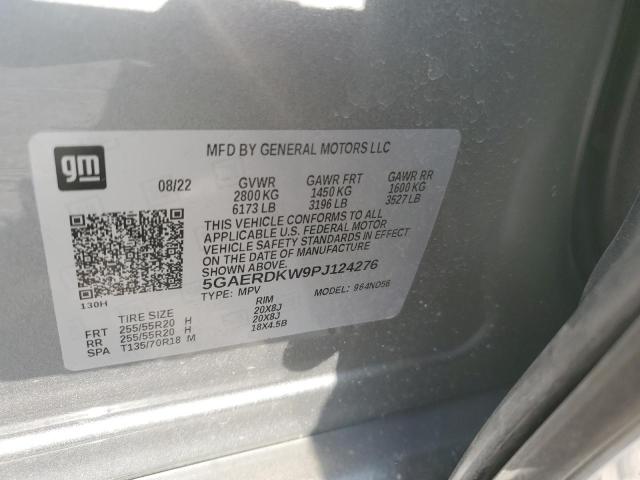 gm
MFD BY GENERAL MOTORS LLC
08/22 GVWR GAWR FRT GAWR RR
2800 KG 1450 KG 1600 KG
6173 LB 3196 LB 3527 LB
THIS VEHICLE CONFORMS TO ALL
APPLICABLE U.S. FEDERAL MOTOR
VEHICLE SAFETY STANDARDS IN EFFECT
ON THE DATE OF MANUFACTURE
SHOWN ABOVE.
5GAERDKW9PJ124276
130H
TYPE: MPV MODEL: 964NO56
TIRE SIZE RIM
FRT 255/55R20 H 20X8J
RR 255/55R20 H 20X8J
SPA T135/70R18 M 18X4.5B